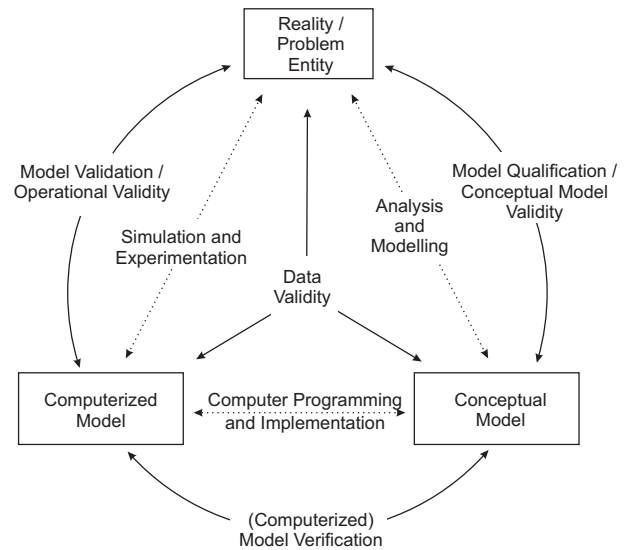 Reality /
Problem
Entity
Model Validation /
Operational Validity
Model Qualification /
Conceptual Model
Validity
Simulation and
Experimentation
Analysis
and
Modelling
Data
Validity
Computerized
Model
Computer Programming
and Implementation
Conceptual
Model
(Computerized)
Model Verification